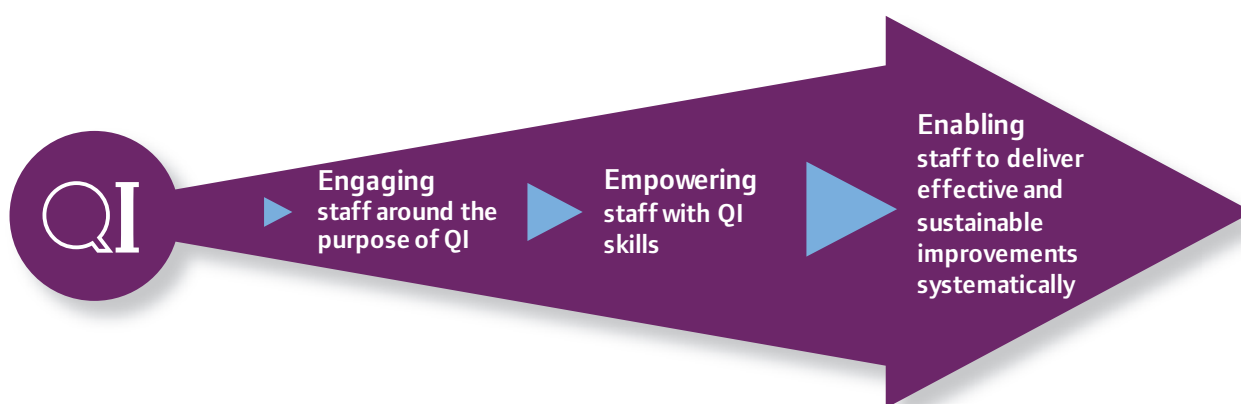 QI
Engaging
staff around the
purpose of QI
Empowering
staff with QI
skills
Enabling
staff to deliver
effective and
sustainable
improvements
systematically